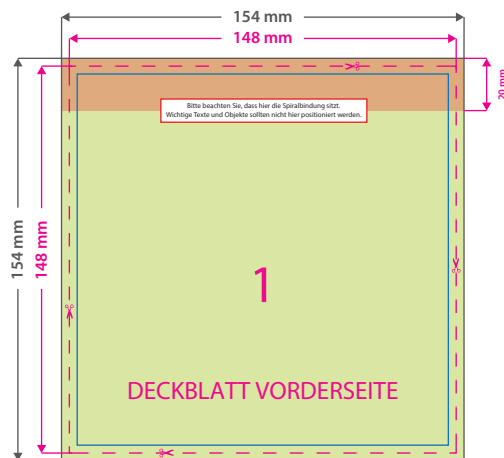 154 mm
148 mm
20 mm
Bitte beachten Sie, dass hier die Spiralbindung sitzt.
Wichtige Texte und Objekte sollten nicht hier positioniert werden.
154 mm
148 mm
1
DECKBLATT VORDERSEITE